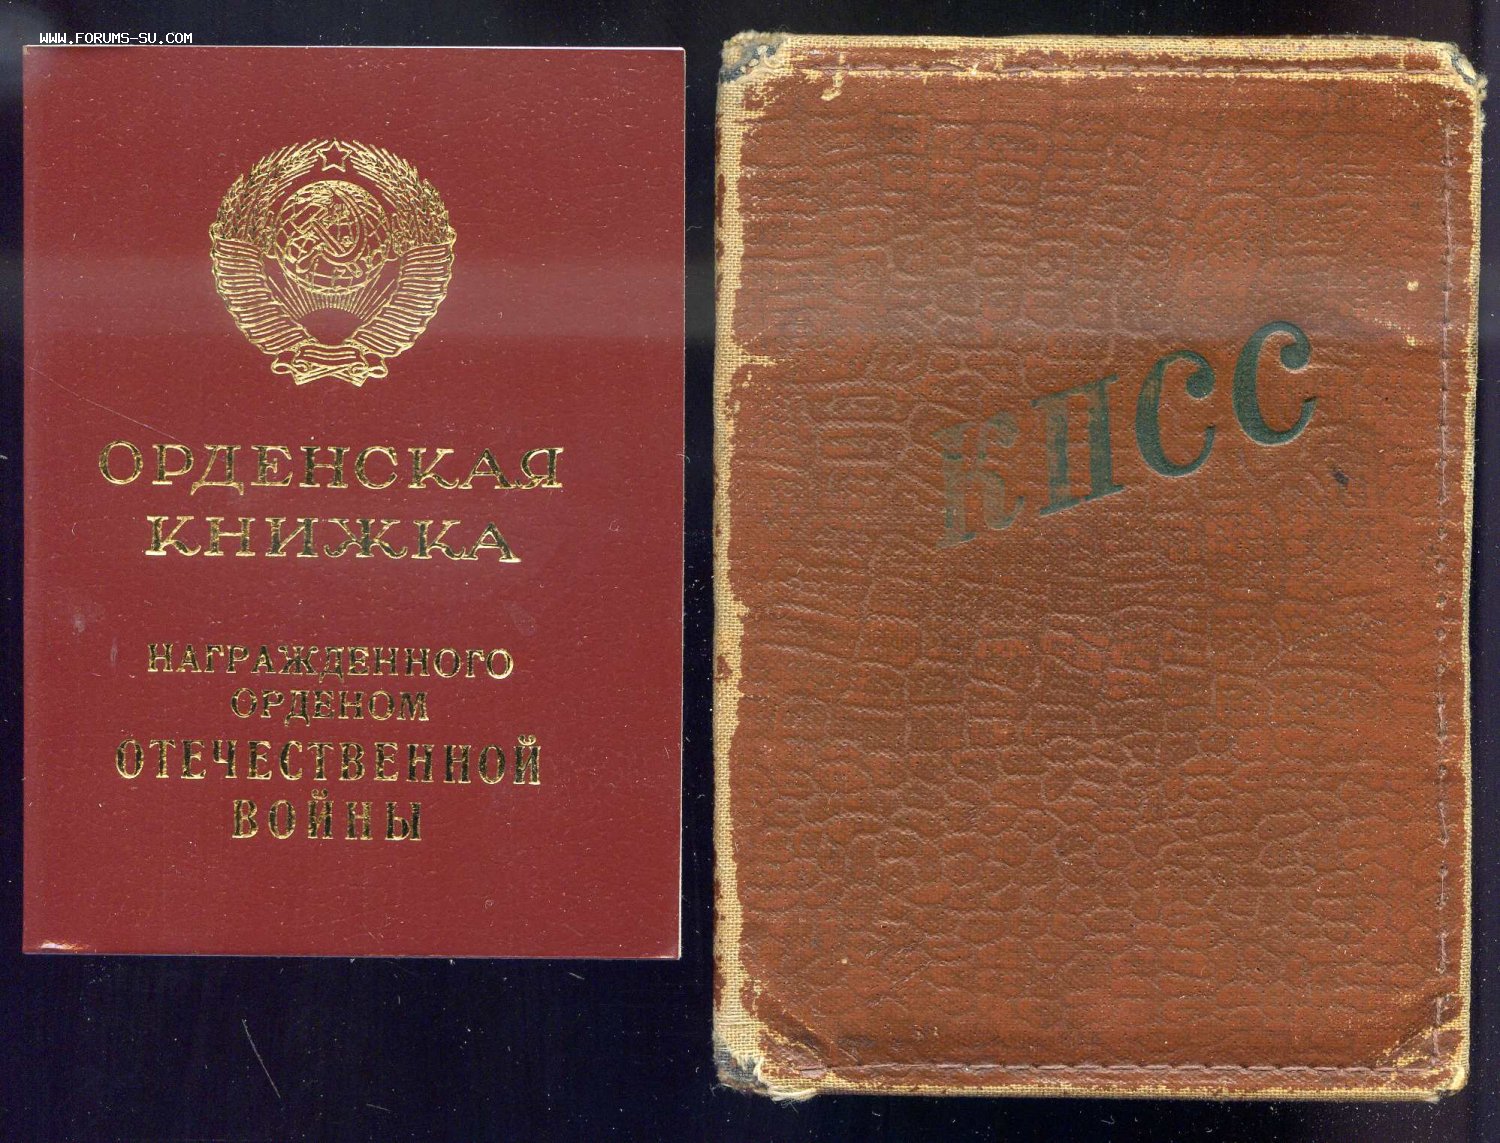 WWW.FORUMS-SU.COM
ОРДЕНСКАЯ
КНИЖКА
НАГРАЖДЕННОГО
ОРДЕНОМ
ОТЕЧЕСТВЕННОЙ
ВОЙНЫ
КПСС